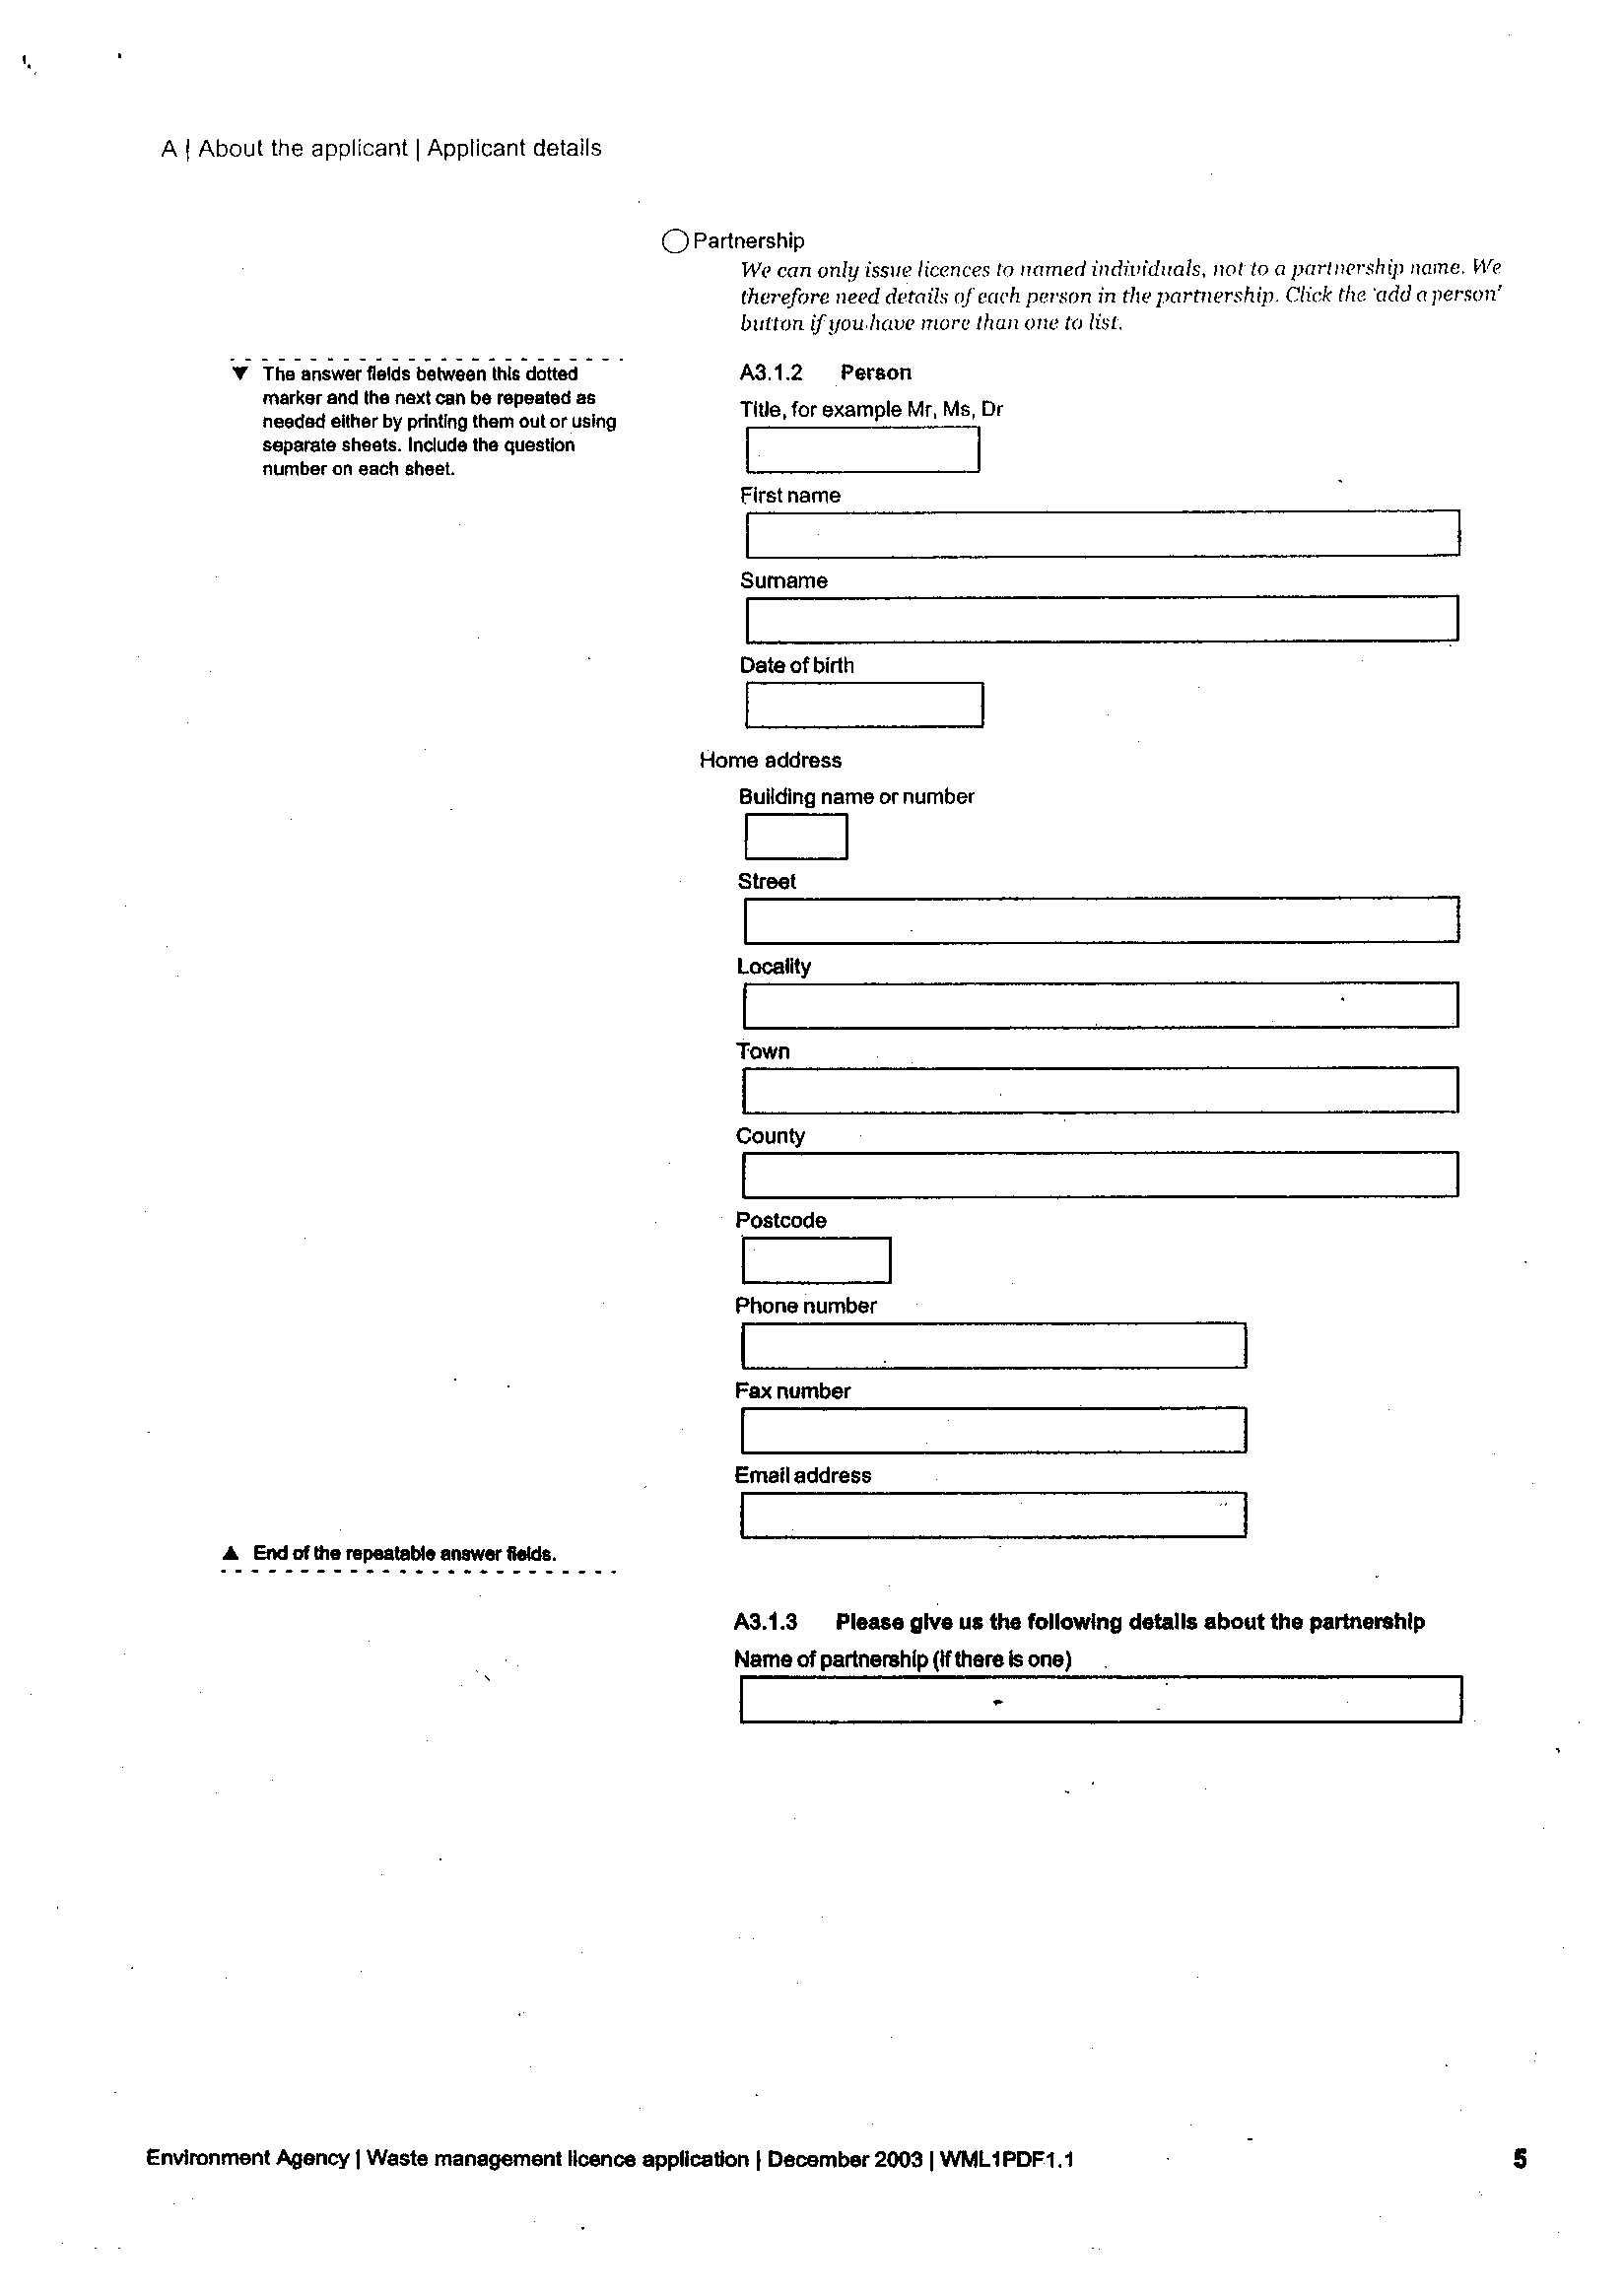 A | About the applicant | Applicant details
Partnership
We can only issue licences to named individuals, not to a partnership name. We
therefore need details of each person in the partnership. Click the 'add a person'
button if you have more than one to list.
▼ The answer fields between this dotted
marker and the next can be repeated as
needed either by printing them out or using
separate sheets. Include the question
number on each sheet.
A3.1.2 Person
Title, for example Mr, Ms, Dr
First name
Surname
Date of birth
Home address
Building name or number
Street
Locality
Town
County
Postcode
Phone number
Fax number
Email address
▲ End of the repeatable answer fields.
A3.1.3 Please give us the following details about the partnership
Name of partnership (if there is one)
Environment Agency | Waste management licence application | December 2003 | WML1PDF1.1
5